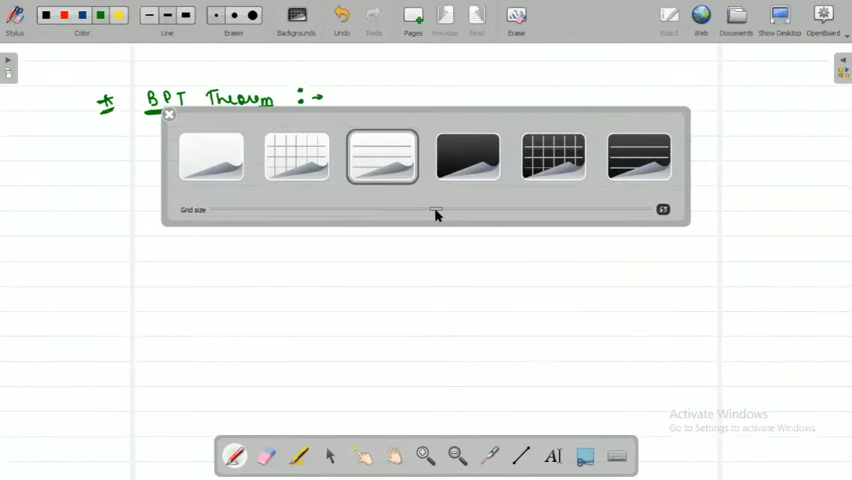 Stylus Color Line Eraser Backgrounds Undo Redo Pages Previous Next Erase Board Web Documents Show Desktop OpenBoard
* BPT Theorem :→
Grid size
Activate Windows
Go to Settings to activate Windows.